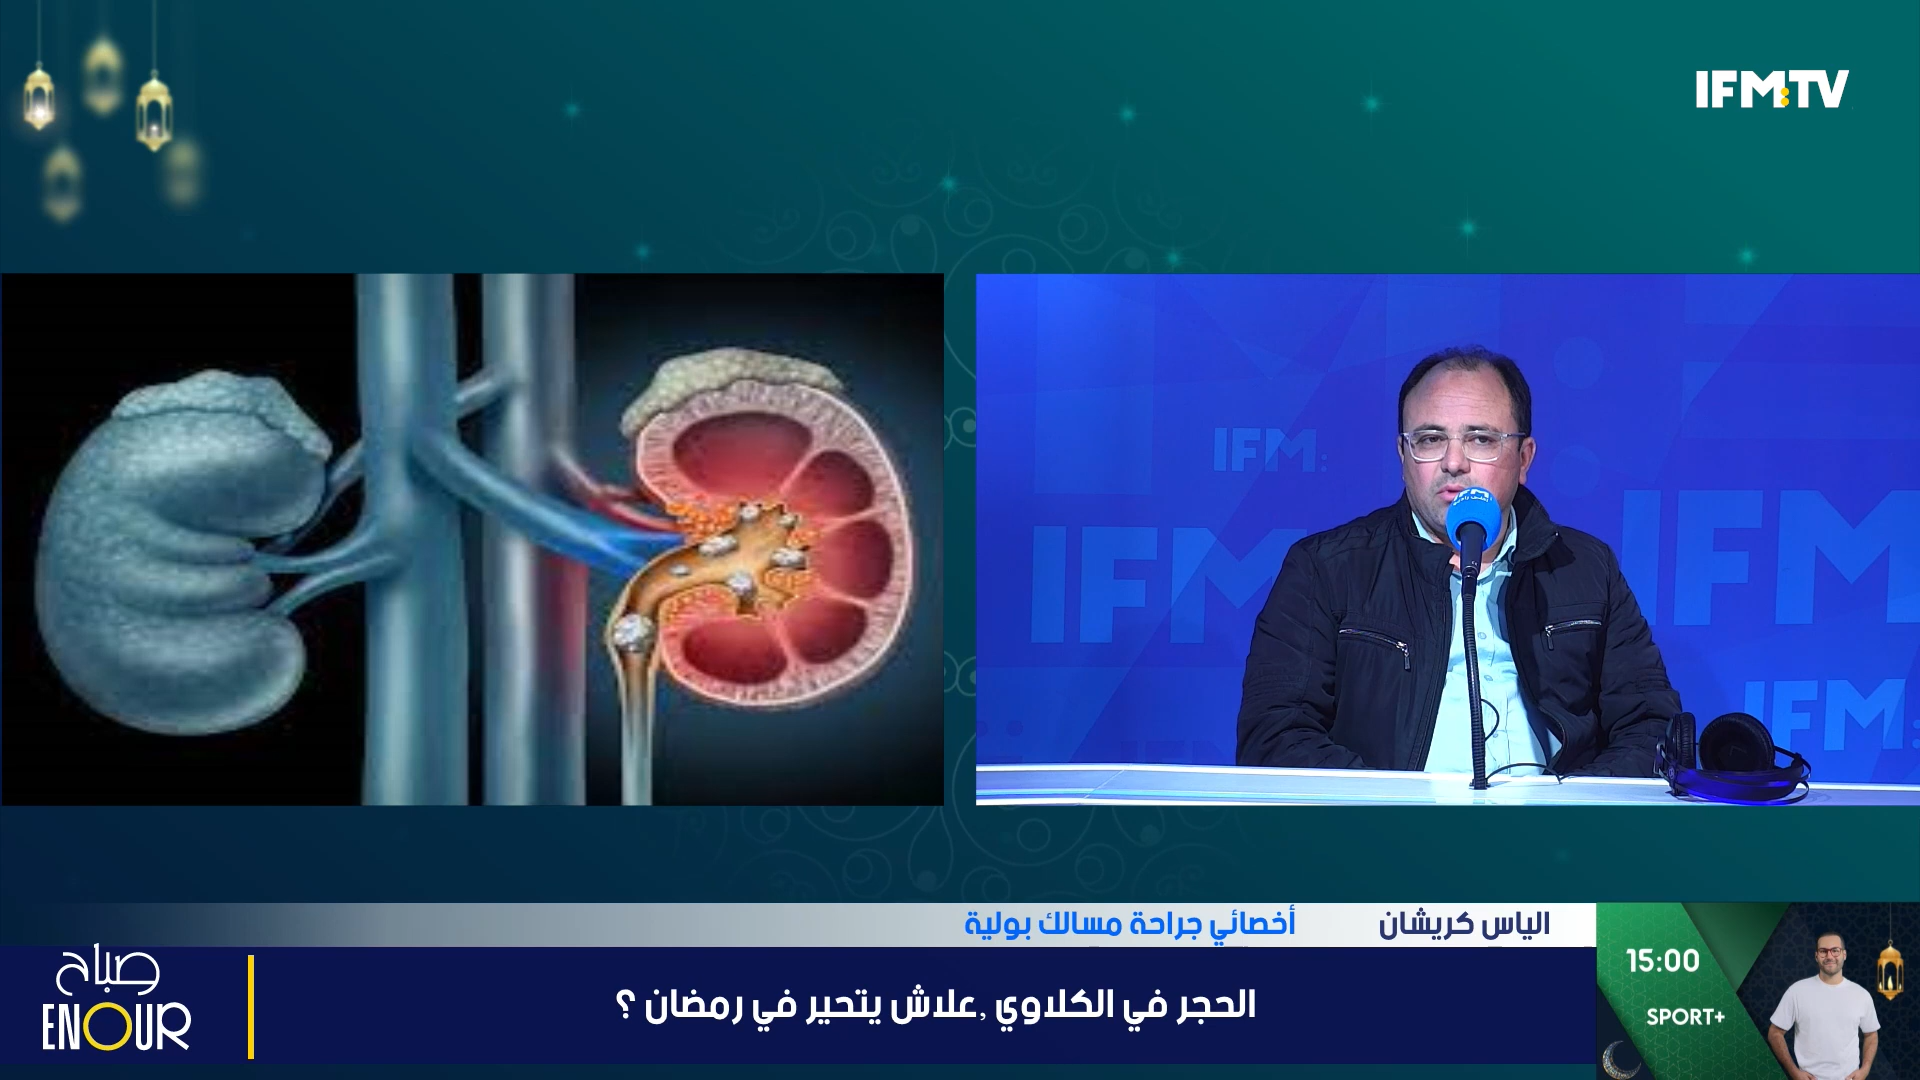 IFM:TV
IFM:
IFM
IFM
IFM:
الياس كريشان
أخصائي جراحة مسالك بولية
الحجر في الكلاوي ,علاش يتحير في رمضان ؟
صباح
ENOUR
15:00
SPORT+